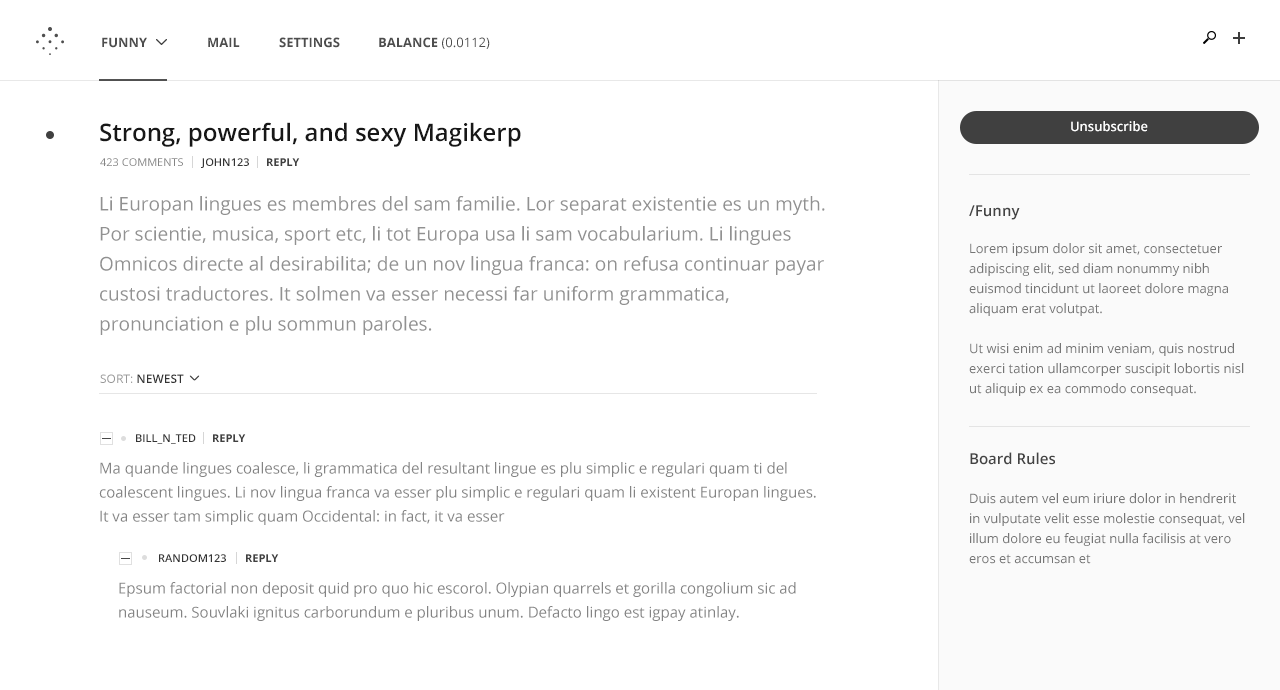 FUNNY MAIL SETTINGS BALANCE (0.0112)
Strong, powerful, and sexy Magikerp
423 COMMENTS JOHN123 REPLY
Li Europan lingues es membres del sam familie. Lor separat existentie es un myth.
Por scientie, musica, sport etc, li tot Europa usa li sam vocabularium. Li lingues
Omnicos directe al desirabilita; de un nov lingua franca: on refusa continuar payar
custosi traductores. It solmen va esser necessi far uniform grammatica,
pronunciation e plu sommun paroles.
SORT: NEWEST
BILL_N_TED REPLY
Ma quande lingues coalesce, li grammatica del resultant lingue es plu simplic e regulari quam ti del
coalescent lingues. Li nov lingua franca va esser plu simplic e regulari quam li existent Europan lingues.
It va esser tam simplic quam Occidental: in fact, it va esser
RANDOM123 REPLY
Epsum factorial non deposit quid pro quo hic escorol. Olypian quarrels et gorilla congolium sic ad
nauseum. Souvlaki ignitus carborundum e pluribus unum. Defacto lingo est igpay atinlay.
Unsubscribe
/Funny
Lorem ipsum dolor sit amet, consectetuer
adipiscing elit, sed diam nonummy nibh
euismod tincidunt ut laoreet dolore magna
aliquam erat volutpat.
Ut wisi enim ad minim veniam, quis nostrud
exerci tation ullamcorper suscipit lobortis nisl
ut aliquip ex ea commodo consequat.
Board Rules
Duis autem vel eum iriure dolor in hendrerit
in vulputate velit esse molestie consequat, vel
illum dolore eu feugiat nulla facilisis at vero
eros et accumsan et